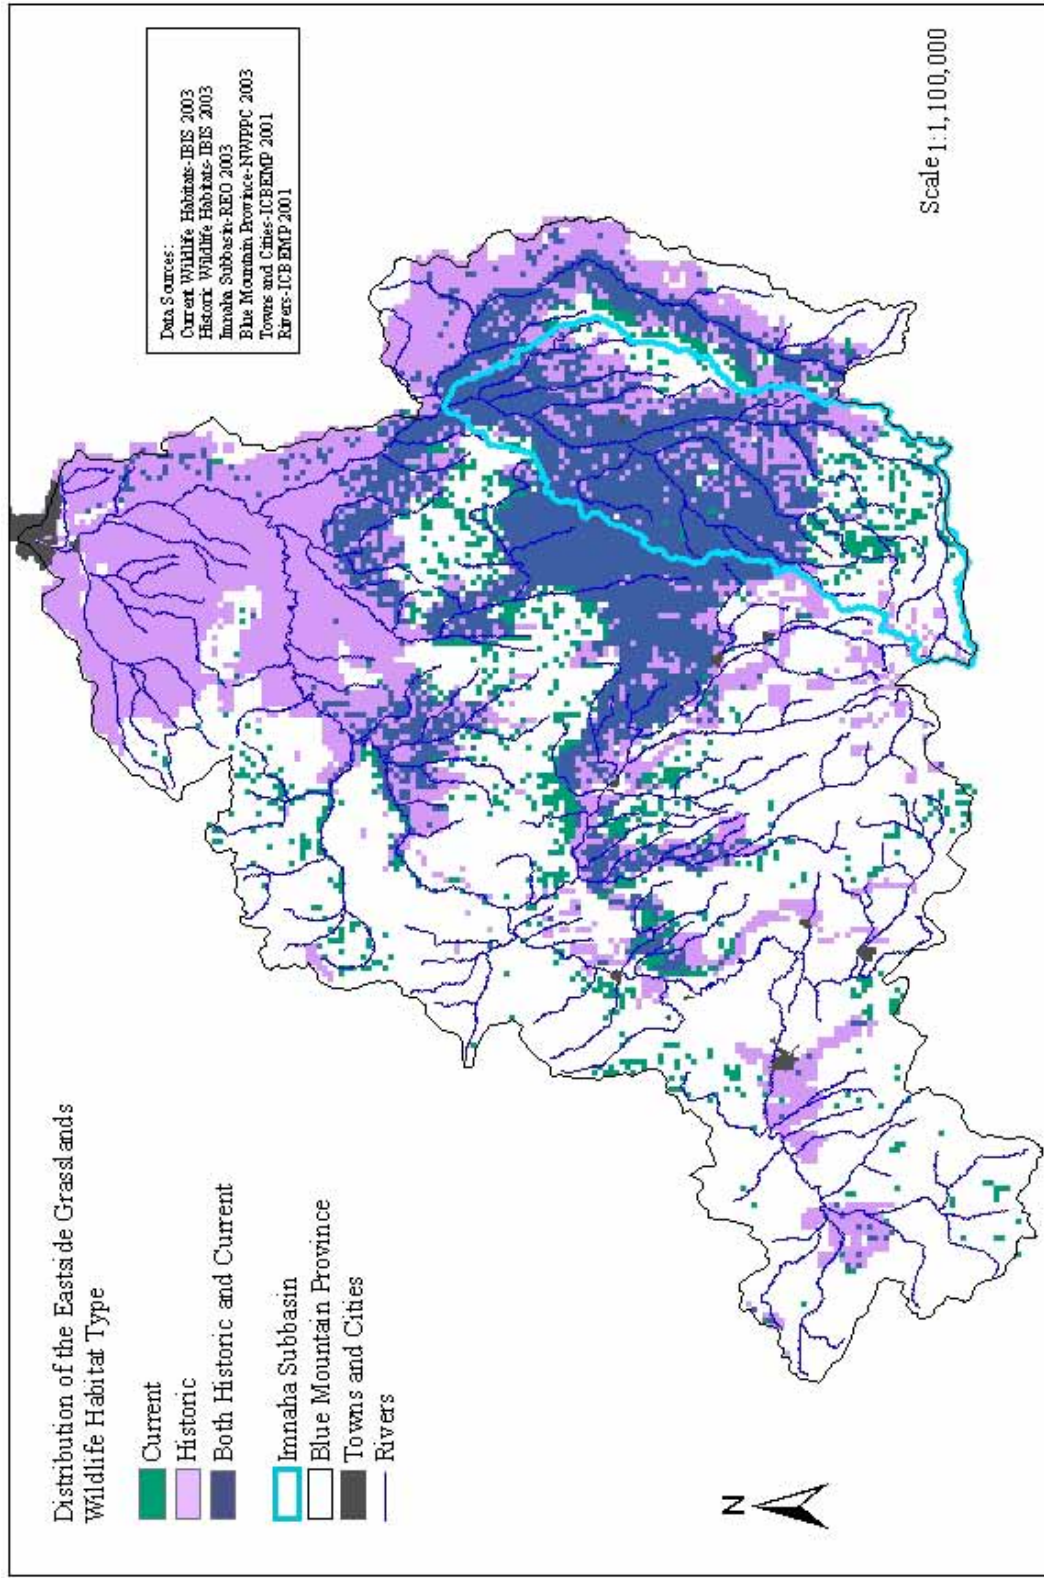 Distribution of the Eastside Grasslands
Wildlife Habitat Type
Current
Historic
Both Historic and Current
Imnaha Subbasin
Blue Mountain Province
Towns and Cities
Rivers
N
Data Sources:
Current Wildlife Habitats-IBIS 2003
Historic Wildlife Habitats-IBIS 2003
Imnaha Subbasin-REO 2003
Blue Mountain Province-NWPPC 2003
Towns and Cities-ICBEMP 2001
Rivers-ICBEMP 2001
Scale 1:1,100,000